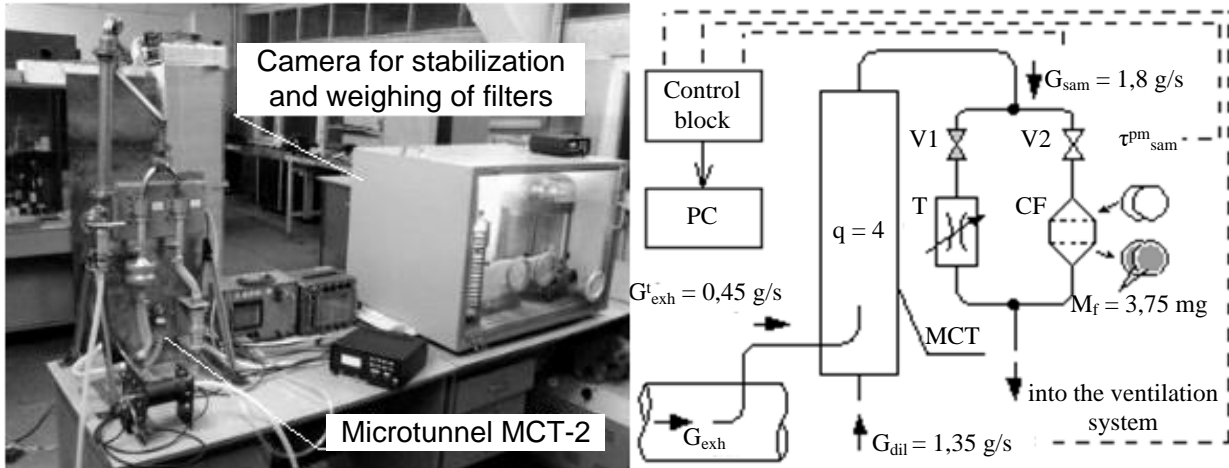 Camera for stabilization
and weighing of filters
Microtunnel MCT-2
Control
block
PC
q = 4
G_sam = 1,8 g/s
V1
V2
τ^pm_sam
T
CF
G^t_exh = 0,45 g/s
M_f = 3,75 mg
MCT
into the ventilation
system
G_exh
G_dil = 1,35 g/s